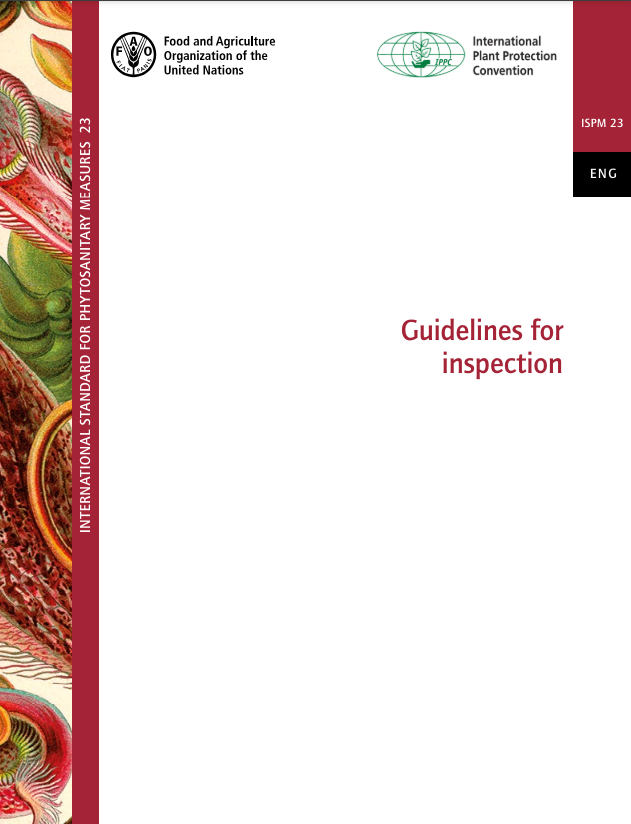 Food and Agriculture
Organization of the
United Nations
F A O
FIAT PANIS
IPPC
International
Plant Protection
Convention
ISPM 23
ENG
INTERNATIONAL STANDARD FOR PHYTOSANITARY MEASURES 23
Guidelines for
inspection